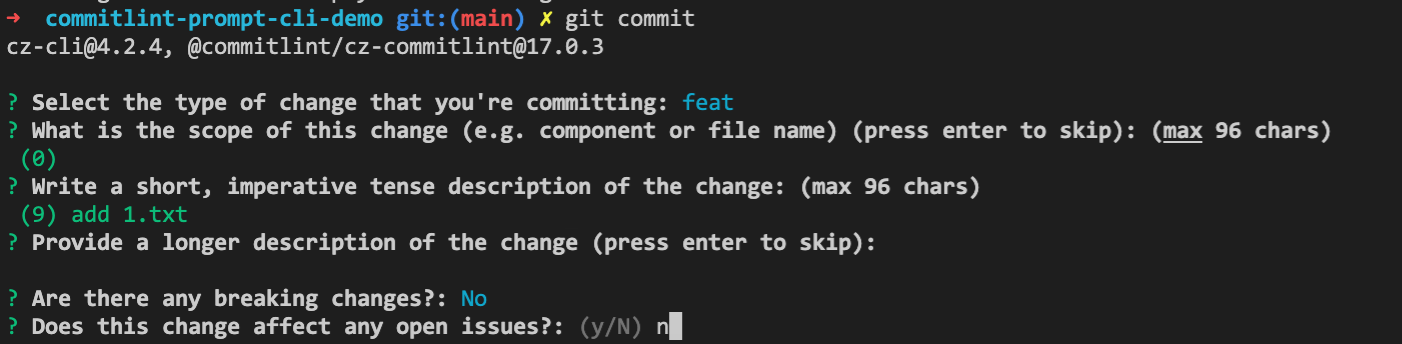 → commitlint-prompt-cli-demo git:(main) ✗ git commit
cz-cli@4.2.4, @commitlint/cz-commitlint@17.0.3
? Select the type of change that you're committing: feat
? What is the scope of this change (e.g. component or file name) (press enter to skip): (max 96 chars)
(0)
? Write a short, imperative tense description of the change: (max 96 chars)
(9) add 1.txt
? Provide a longer description of the change (press enter to skip):
? Are there any breaking changes?: No
? Does this change affect any open issues?: (y/N) n